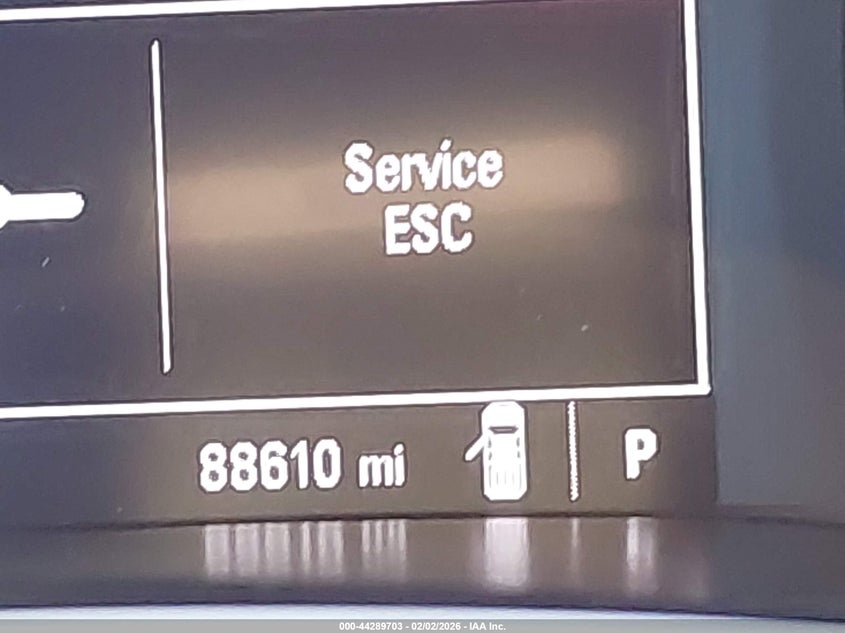 Service
ESC
88610 mi
P
000-44289703 - 02/02/2026 - IAA Inc.